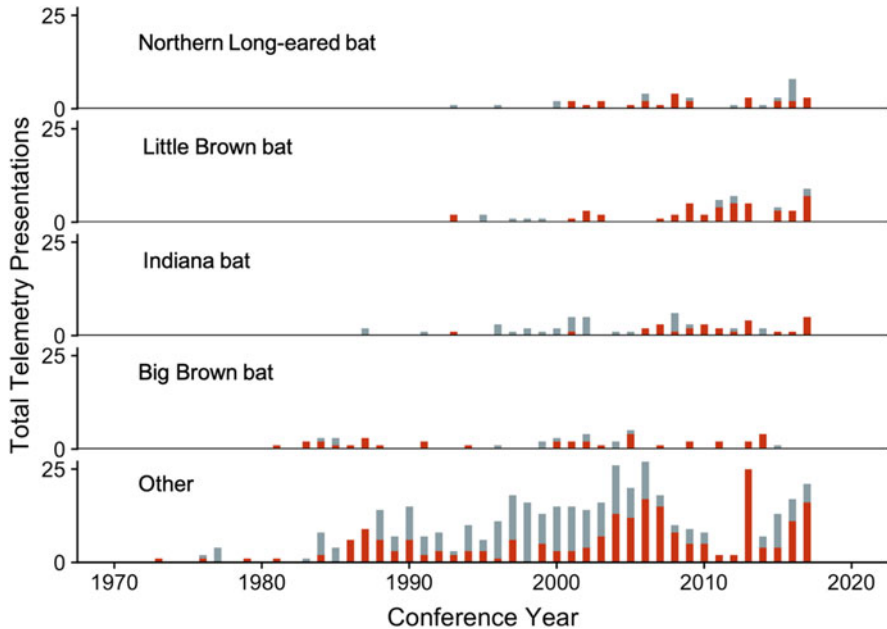 Total Telemetry Presentations
25
Northern Long-eared bat
0
25
Little Brown bat
0
25
Indiana bat
0
25
Big Brown bat
0
25
Other
0
1970 1980 1990 2000 2010 2020
Conference Year